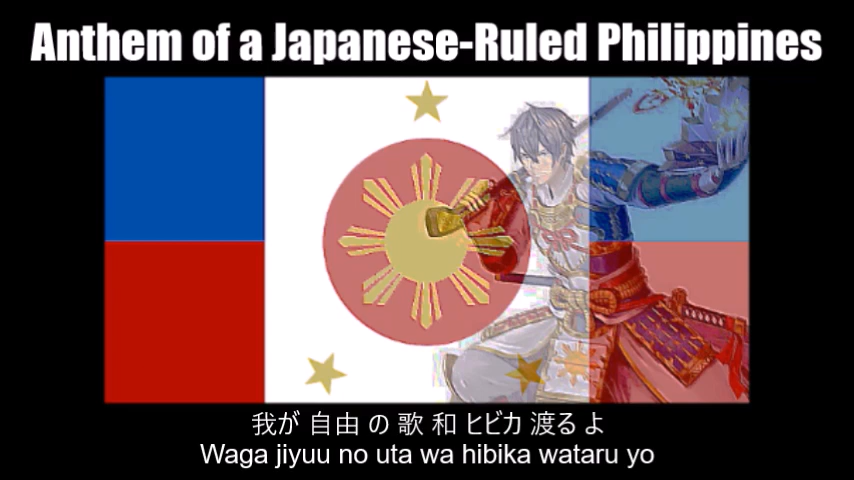 Anthem of a Japanese-Ruled Philippines
我が 自由 の 歌 和 ヒビカ 渡る よ
Waga jiyuu no uta wa hibika wataru yo